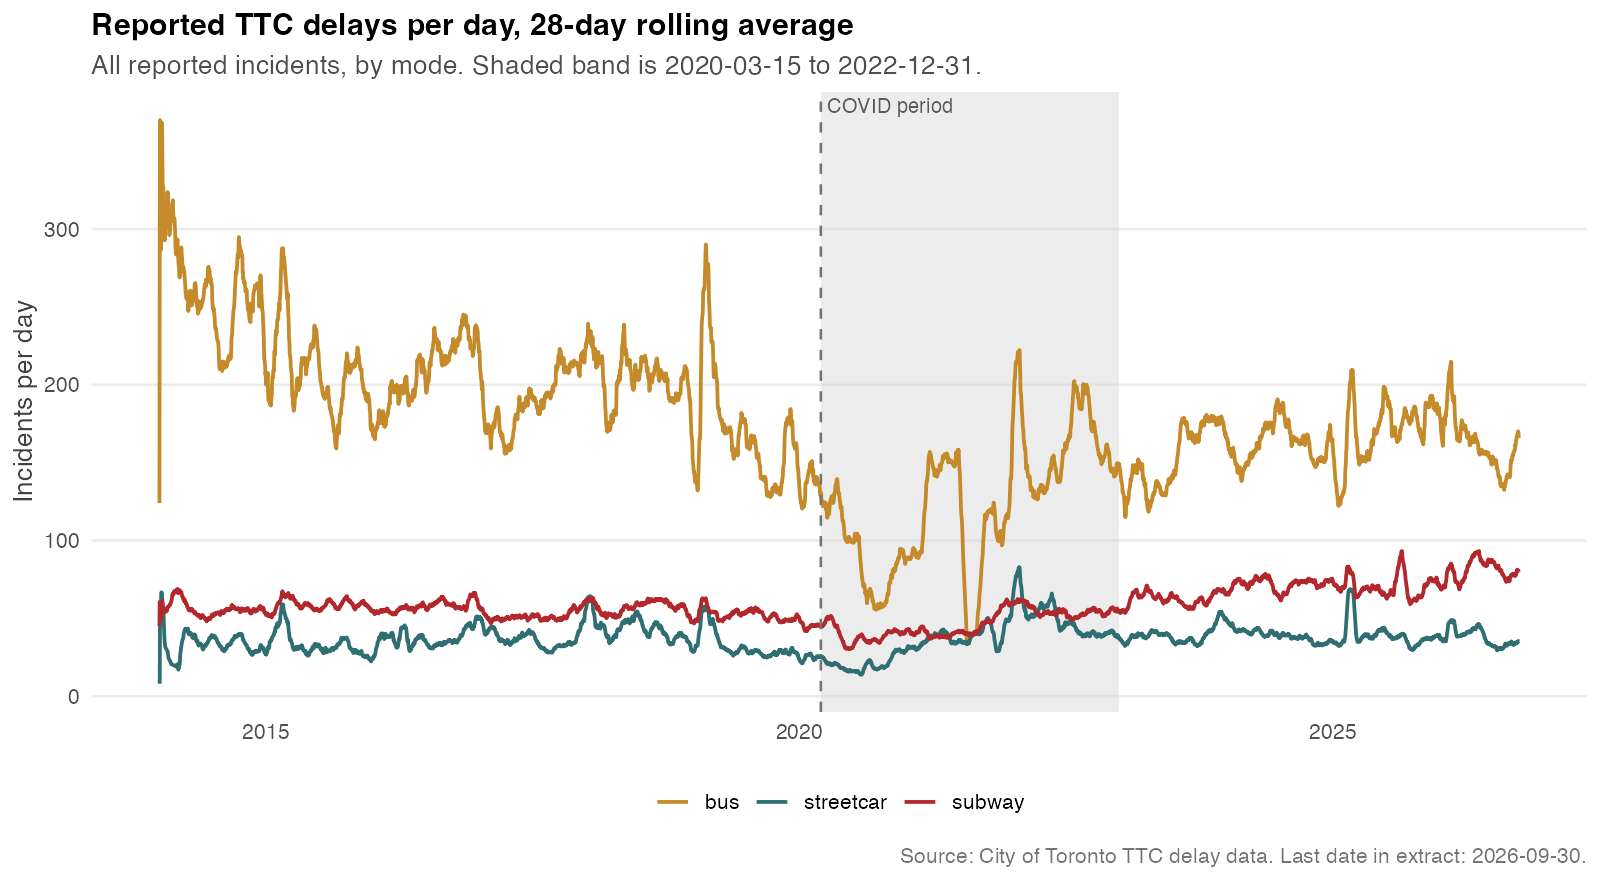 Reported TTC delays per day, 28-day rolling average
All reported incidents, by mode. Shaded band is 2020-03-15 to 2022-12-31.
COVID period
Incidents per day
300
200
100
0
2015
2020
2025
bus
streetcar
subway
Source: City of Toronto TTC delay data. Last date in extract: 2026-09-30.